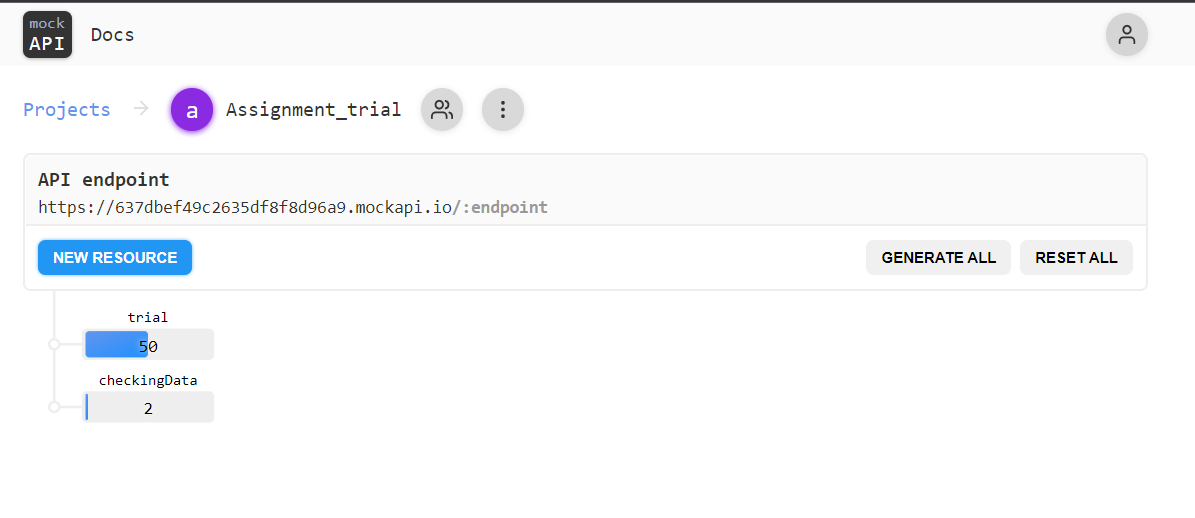 mock
API
Docs
Projects
a
Assignment_trial
API endpoint
https://637dbef49c2635df8f8d96a9.mockapi.io/:endpoint
NEW RESOURCE
GENERATE ALL
RESET ALL
trial
50
checkingData
2